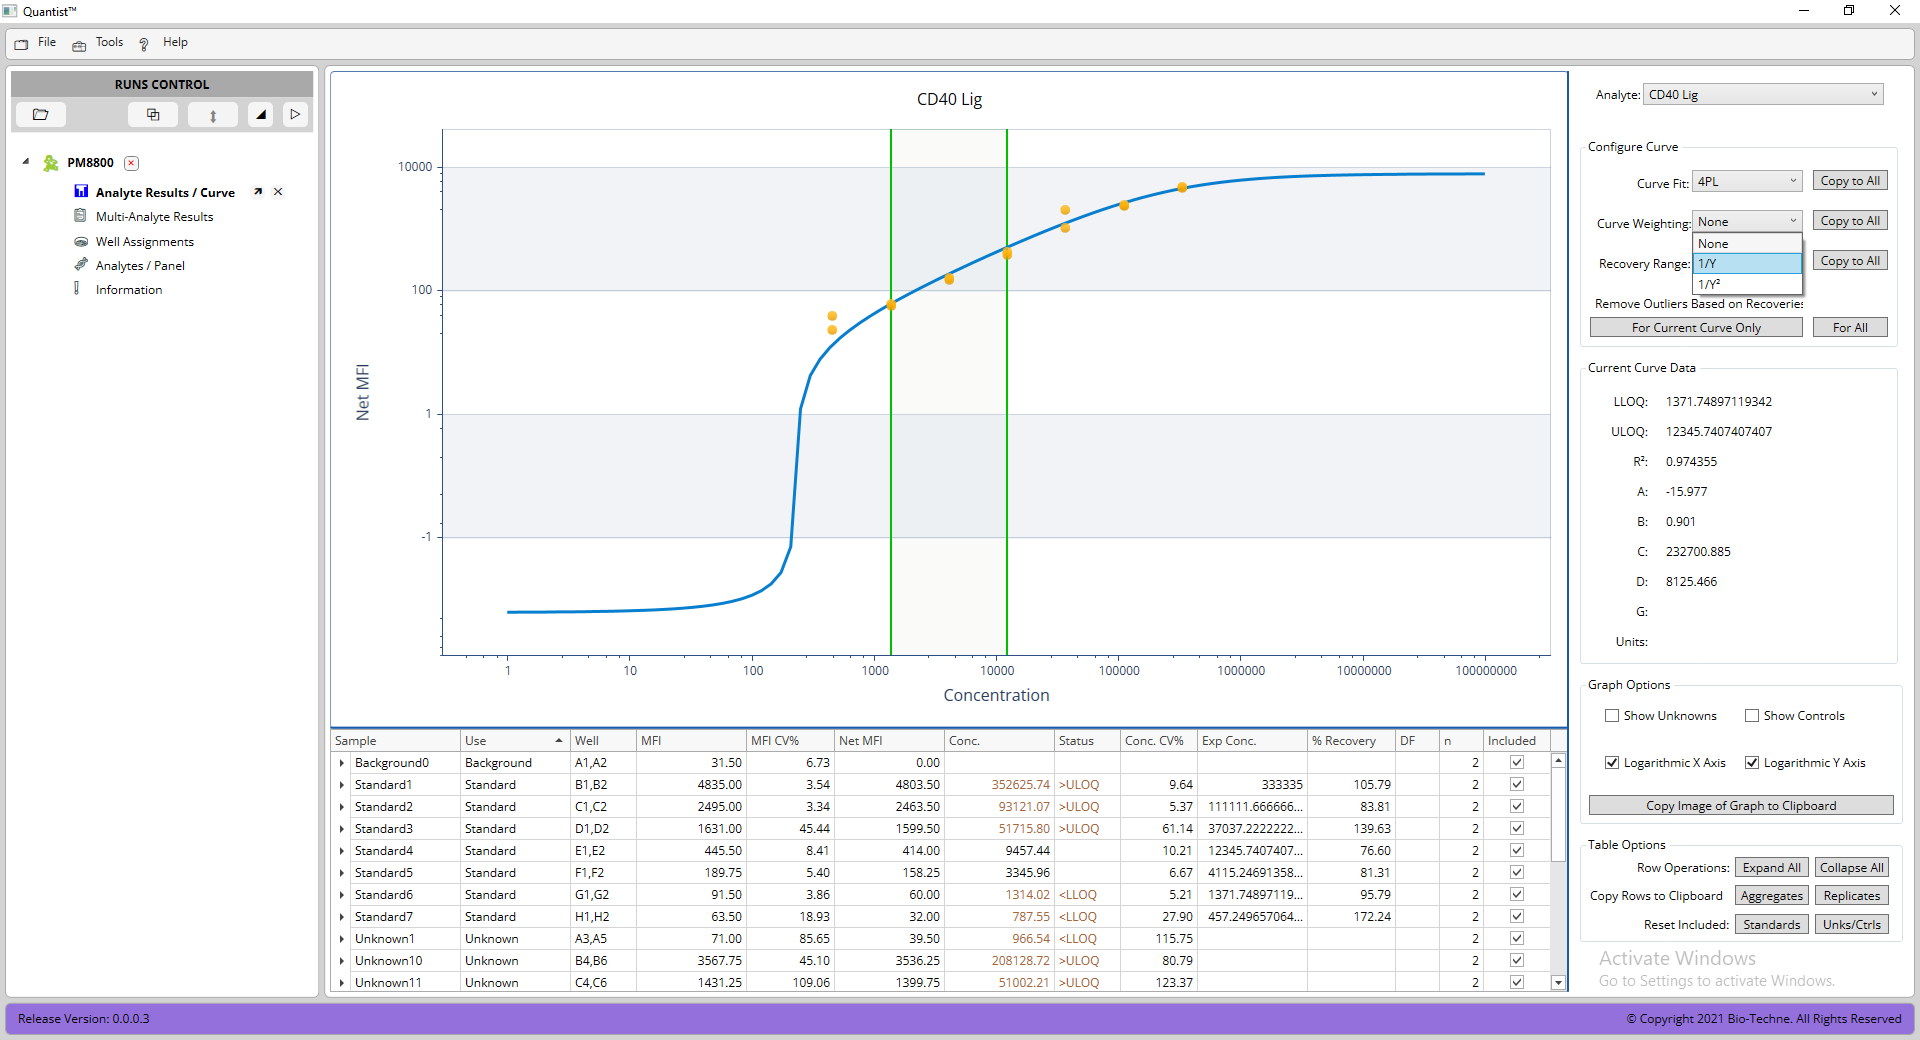 Quantist™
File Tools Help
RUNS CONTROL
PM8800
Analyte Results / Curve
Multi-Analyte Results
Well Assignments
Analytes / Panel
Information
CD40 Lig
10000
100
1
-1
Net MFI
1 10 100 1000 10000 100000 1000000 10000000 100000000
Concentration
Sample Use Well MFI MFI CV% Net MFI Conc. Status Conc. CV% Exp Conc. % Recovery DF n Included
Background0 Background A1,A2 31.50 6.73 0.00 2
Standard1 Standard B1,B2 4835.00 3.54 4803.50 352625.74 >ULOQ 9.64 333335 105.79 2
Standard2 Standard C1,C2 2495.00 3.34 2463.50 93121.07 >ULOQ 5.37 111111.666666... 83.81 2
Standard3 Standard D1,D2 1631.00 45.44 1599.50 51715.80 >ULOQ 61.14 37037.2222222... 139.63 2
Standard4 Standard E1,E2 445.50 8.41 414.00 9457.44 10.21 12345.7407407... 76.60 2
Standard5 Standard F1,F2 189.75 5.40 158.25 3345.96 6.67 4115.24691358... 81.31 2
Standard6 Standard G1,G2 91.50 3.86 60.00 1314.02 <LLOQ 5.21 1371.74897119... 95.79 2
Standard7 Standard H1,H2 63.50 18.93 32.00 787.55 <LLOQ 27.90 457.249657064... 172.24 2
Unknown1 Unknown A3,A5 71.00 85.65 39.50 966.54 <LLOQ 115.75 2
Unknown10 Unknown B4,B6 3567.75 45.10 3536.25 208128.72 >ULOQ 80.79 2
Unknown11 Unknown C4,C6 1431.25 109.06 1399.75 51002.21 >ULOQ 123.37 2
Analyte: CD40 Lig
Configure Curve
Curve Fit: 4PL Copy to All
Curve Weighting: None Copy to All
None
Recovery Range: 1/Y Copy to All
1/Y²
Remove Outliers Based on Recoveries
For Current Curve Only For All
Current Curve Data
LLOQ: 1371.74897119342
ULOQ: 12345.7407407407
R²: 0.974355
A: -15.977
B: 0.901
C: 232700.885
D: 8125.466
G:
Units:
Graph Options
Show Unknowns Show Controls
Logarithmic X Axis Logarithmic Y Axis
Copy Image of Graph to Clipboard
Table Options
Row Operations: Expand All Collapse All
Copy Rows to Clipboard Aggregates Replicates
Reset Included: Standards Unks/Ctrls
Activate Windows
Go to Settings to activate Windows.
Release Version: 0.0.0.3
© Copyright 2021 Bio-Techne. All Rights Reserved